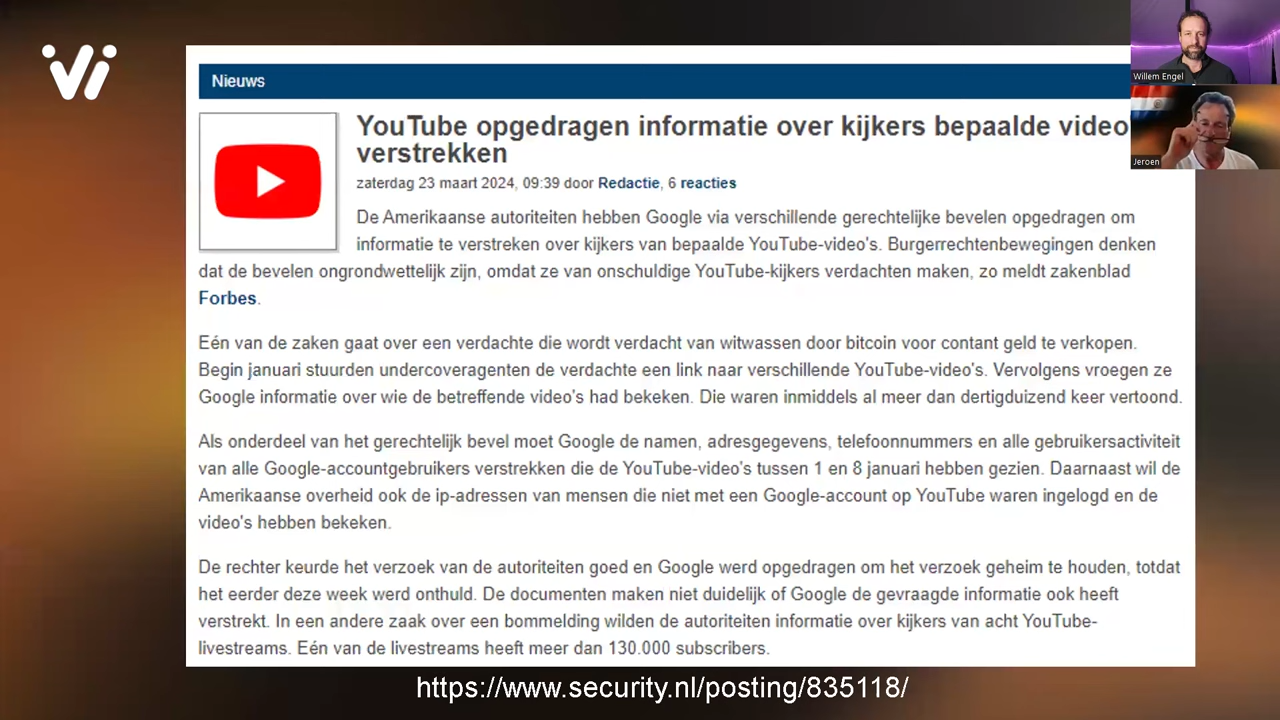 Vi
Nieuws
YouTube opgedragen informatie over kijkers bepaalde video
verstrekken
zaterdag 23 maart 2024, 09:39 door Redactie, 6 reacties
De Amerikaanse autoriteiten hebben Google via verschillende gerechtelijke bevelen opgedragen om
informatie te verstreken over kijkers van bepaalde YouTube-video's. Burgerrechtenbewegingen denken
dat de bevelen ongrondwettelijk zijn, omdat ze van onschuldige YouTube-kijkers verdachten maken, zo meldt zakenblad
Forbes.
Eén van de zaken gaat over een verdachte die wordt verdacht van witwassen door bitcoin voor contant geld te verkopen.
Begin januari stuurden undercoveragenten de verdachte een link naar verschillende YouTube-video's. Vervolgens vroegen ze
Google informatie over wie de betreffende video's had bekeken. Die waren inmiddels al meer dan dertigduizend keer vertoond.
Als onderdeel van het gerechtelijk bevel moet Google de namen, adresgegevens, telefoonnummers en alle gebruikersactiviteit
van alle Google-accountgebruikers verstrekken die de YouTube-video's tussen 1 en 8 januari hebben gezien. Daarnaast wil de
Amerikaanse overheid ook de ip-adressen van mensen die niet met een Google-account op YouTube waren ingelogd en de
video's hebben bekeken.
De rechter keurde het verzoek van de autoriteiten goed en Google werd opgedragen om het verzoek geheim te houden, totdat
het eerder deze week werd onthuld. De documenten maken niet duidelijk of Google de gevraagde informatie ook heeft
verstrekt. In een andere zaak over een bommelding wilden de autoriteiten informatie over kijkers van acht YouTube-
livestreams. Eén van de livestreams heeft meer dan 130.000 subscribers.
https://www.security.nl/posting/835118/
Willem Engel
Jeroen